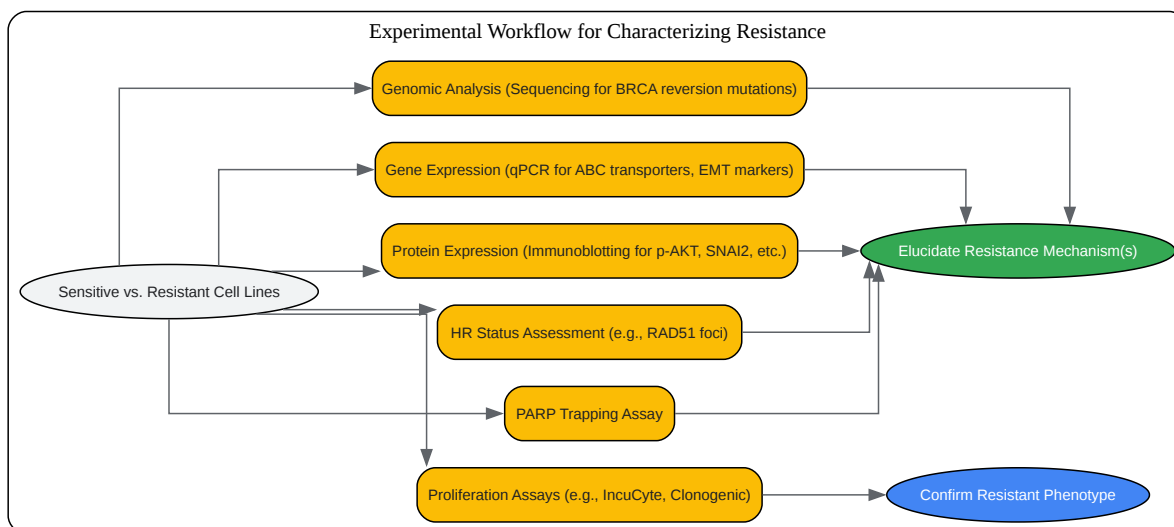 Experimental Workflow for Characterizing Resistance
Genomic Analysis (Sequencing for BRCA reversion mutations)
Gene Expression (qPCR for ABC transporters, EMT markers)
Protein Expression (Immunoblotting for p-AKT, SNAI2, etc.)
Elucidate Resistance Mechanism(s)
Sensitive vs. Resistant Cell Lines
HR Status Assessment (e.g., RAD51 foci)
PARP Trapping Assay
Proliferation Assays (e.g., IncuCyte, Clonogenic)
Confirm Resistant Phenotype